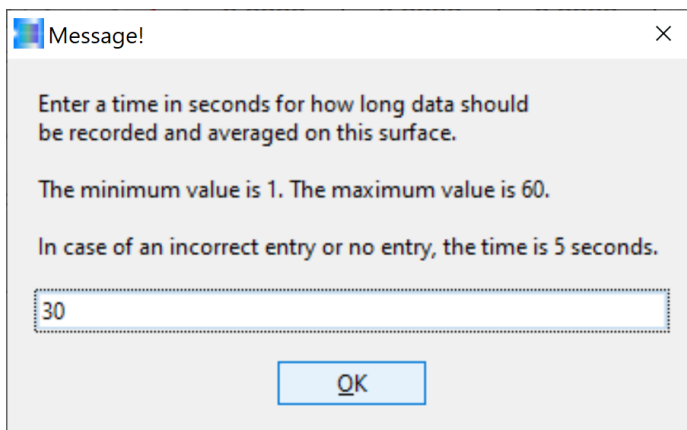 Message!
Enter a time in seconds for how long data should
be recorded and averaged on this surface.
The minimum value is 1. The maximum value is 60.
In case of an incorrect entry or no entry, the time is 5 seconds.
30
OK